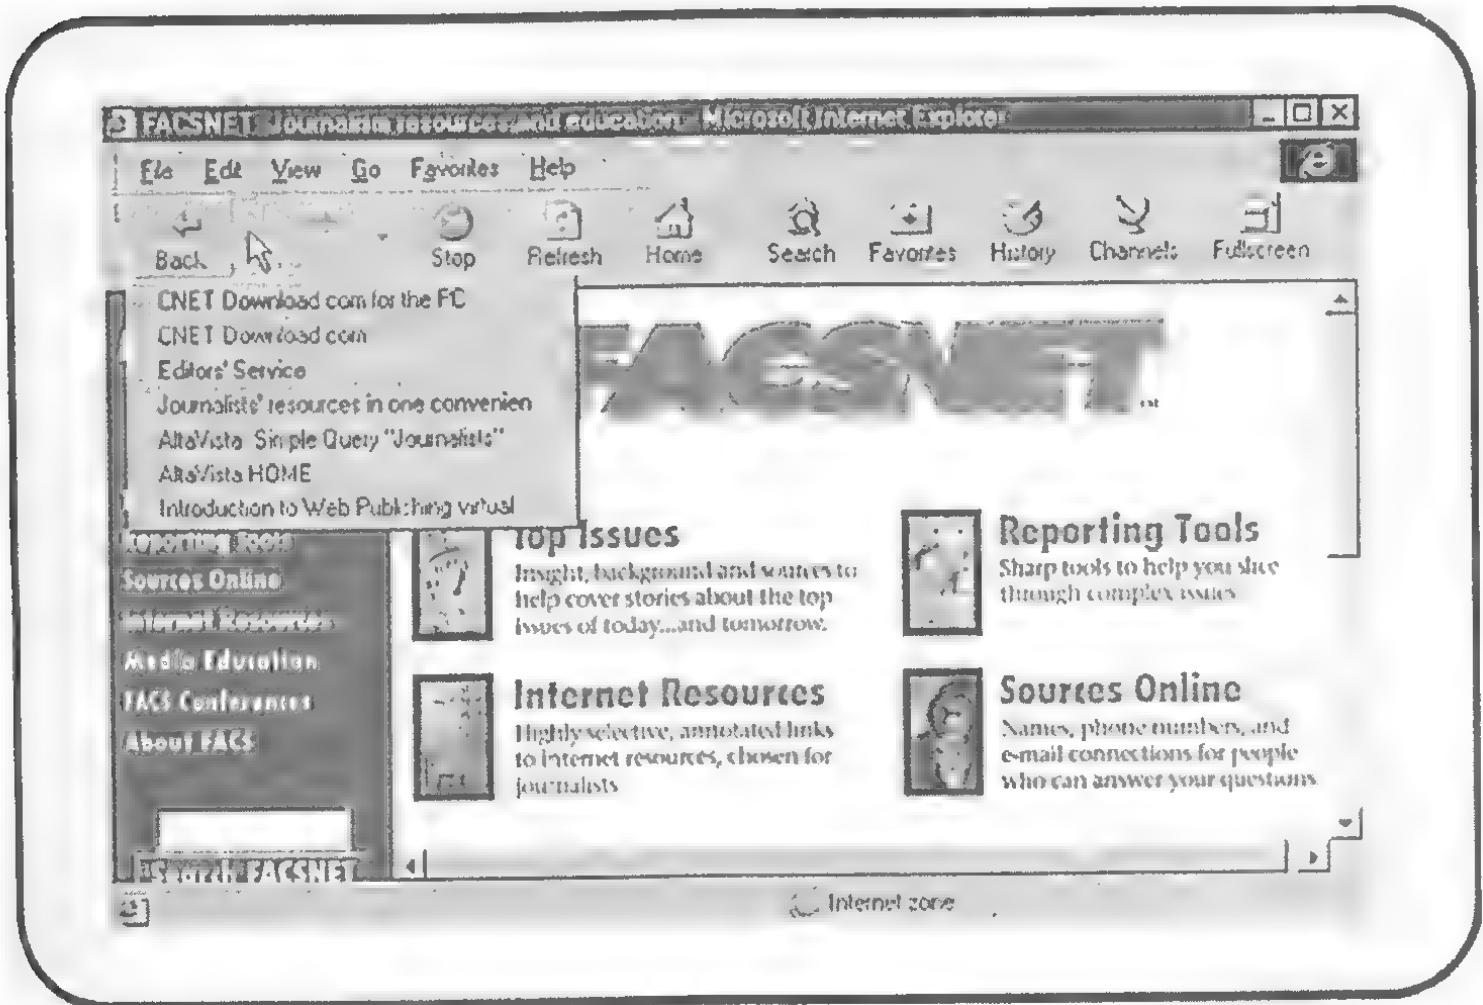 FACSNET: Journalism resources and education - Microsoft Internet Explorer
File Edit View Go Favorites Help
Back Stop Refresh Home Search Favorites History Channels Fullscreen
CNET Download com for the PC
CNET Download com
Editors' Service
Journalists' resources in one convenien
AltaVista Simple Query "Journalists"
AltaVista HOME
Introduction to Web Publishing virtual
FACSNET
Reporting Tools
Sources Online
Internet Resources
Media Education
FACS Conferences
About FACS
Search FACSNET
Top Issues
Insight, background and sources to
help cover stories about the top
issues of today...and tomorrow.
Reporting Tools
Sharp tools to help you slice
through complex issues
Internet Resources
Highly selective, annotated links
to internet resources, chosen for
journalists
Sources Online
Names, phone numbers, and
e-mail connections for people
who can answer your questions
Internet zone